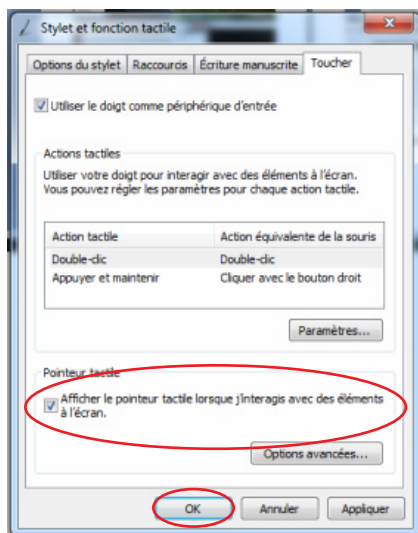 Stylet et fonction tactile
Options du stylet Raccourcis Écriture manuscrite Toucher
Utiliser le doigt comme périphérique d'entrée
Actions tactiles
Utiliser votre doigt pour interagir avec des éléments à l'écran.
Vous pouvez régler les paramètres pour chaque action tactile.
Action tactile Action équivalente de la souris
Double-clic Double-clic
Appuyer et maintenir Cliquer avec le bouton droit
Paramètres...
Pointeur tactile
Afficher le pointeur tactile lorsque j'interagis avec des éléments
à l'écran.
Options avancées...
OK Annuler Appliquer